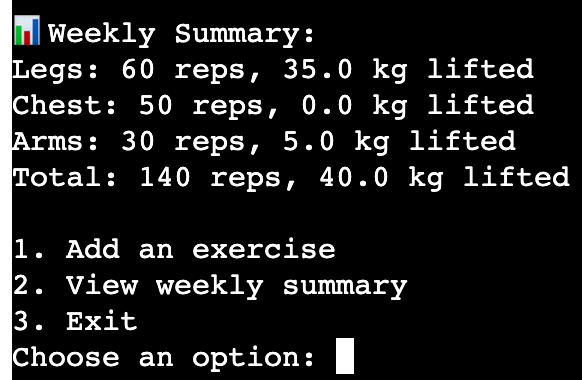 📊 Weekly Summary:
Legs: 60 reps, 35.0 kg lifted
Chest: 50 reps, 0.0 kg lifted
Arms: 30 reps, 5.0 kg lifted
Total: 140 reps, 40.0 kg lifted
1. Add an exercise
2. View weekly summary
3. Exit
Choose an option: